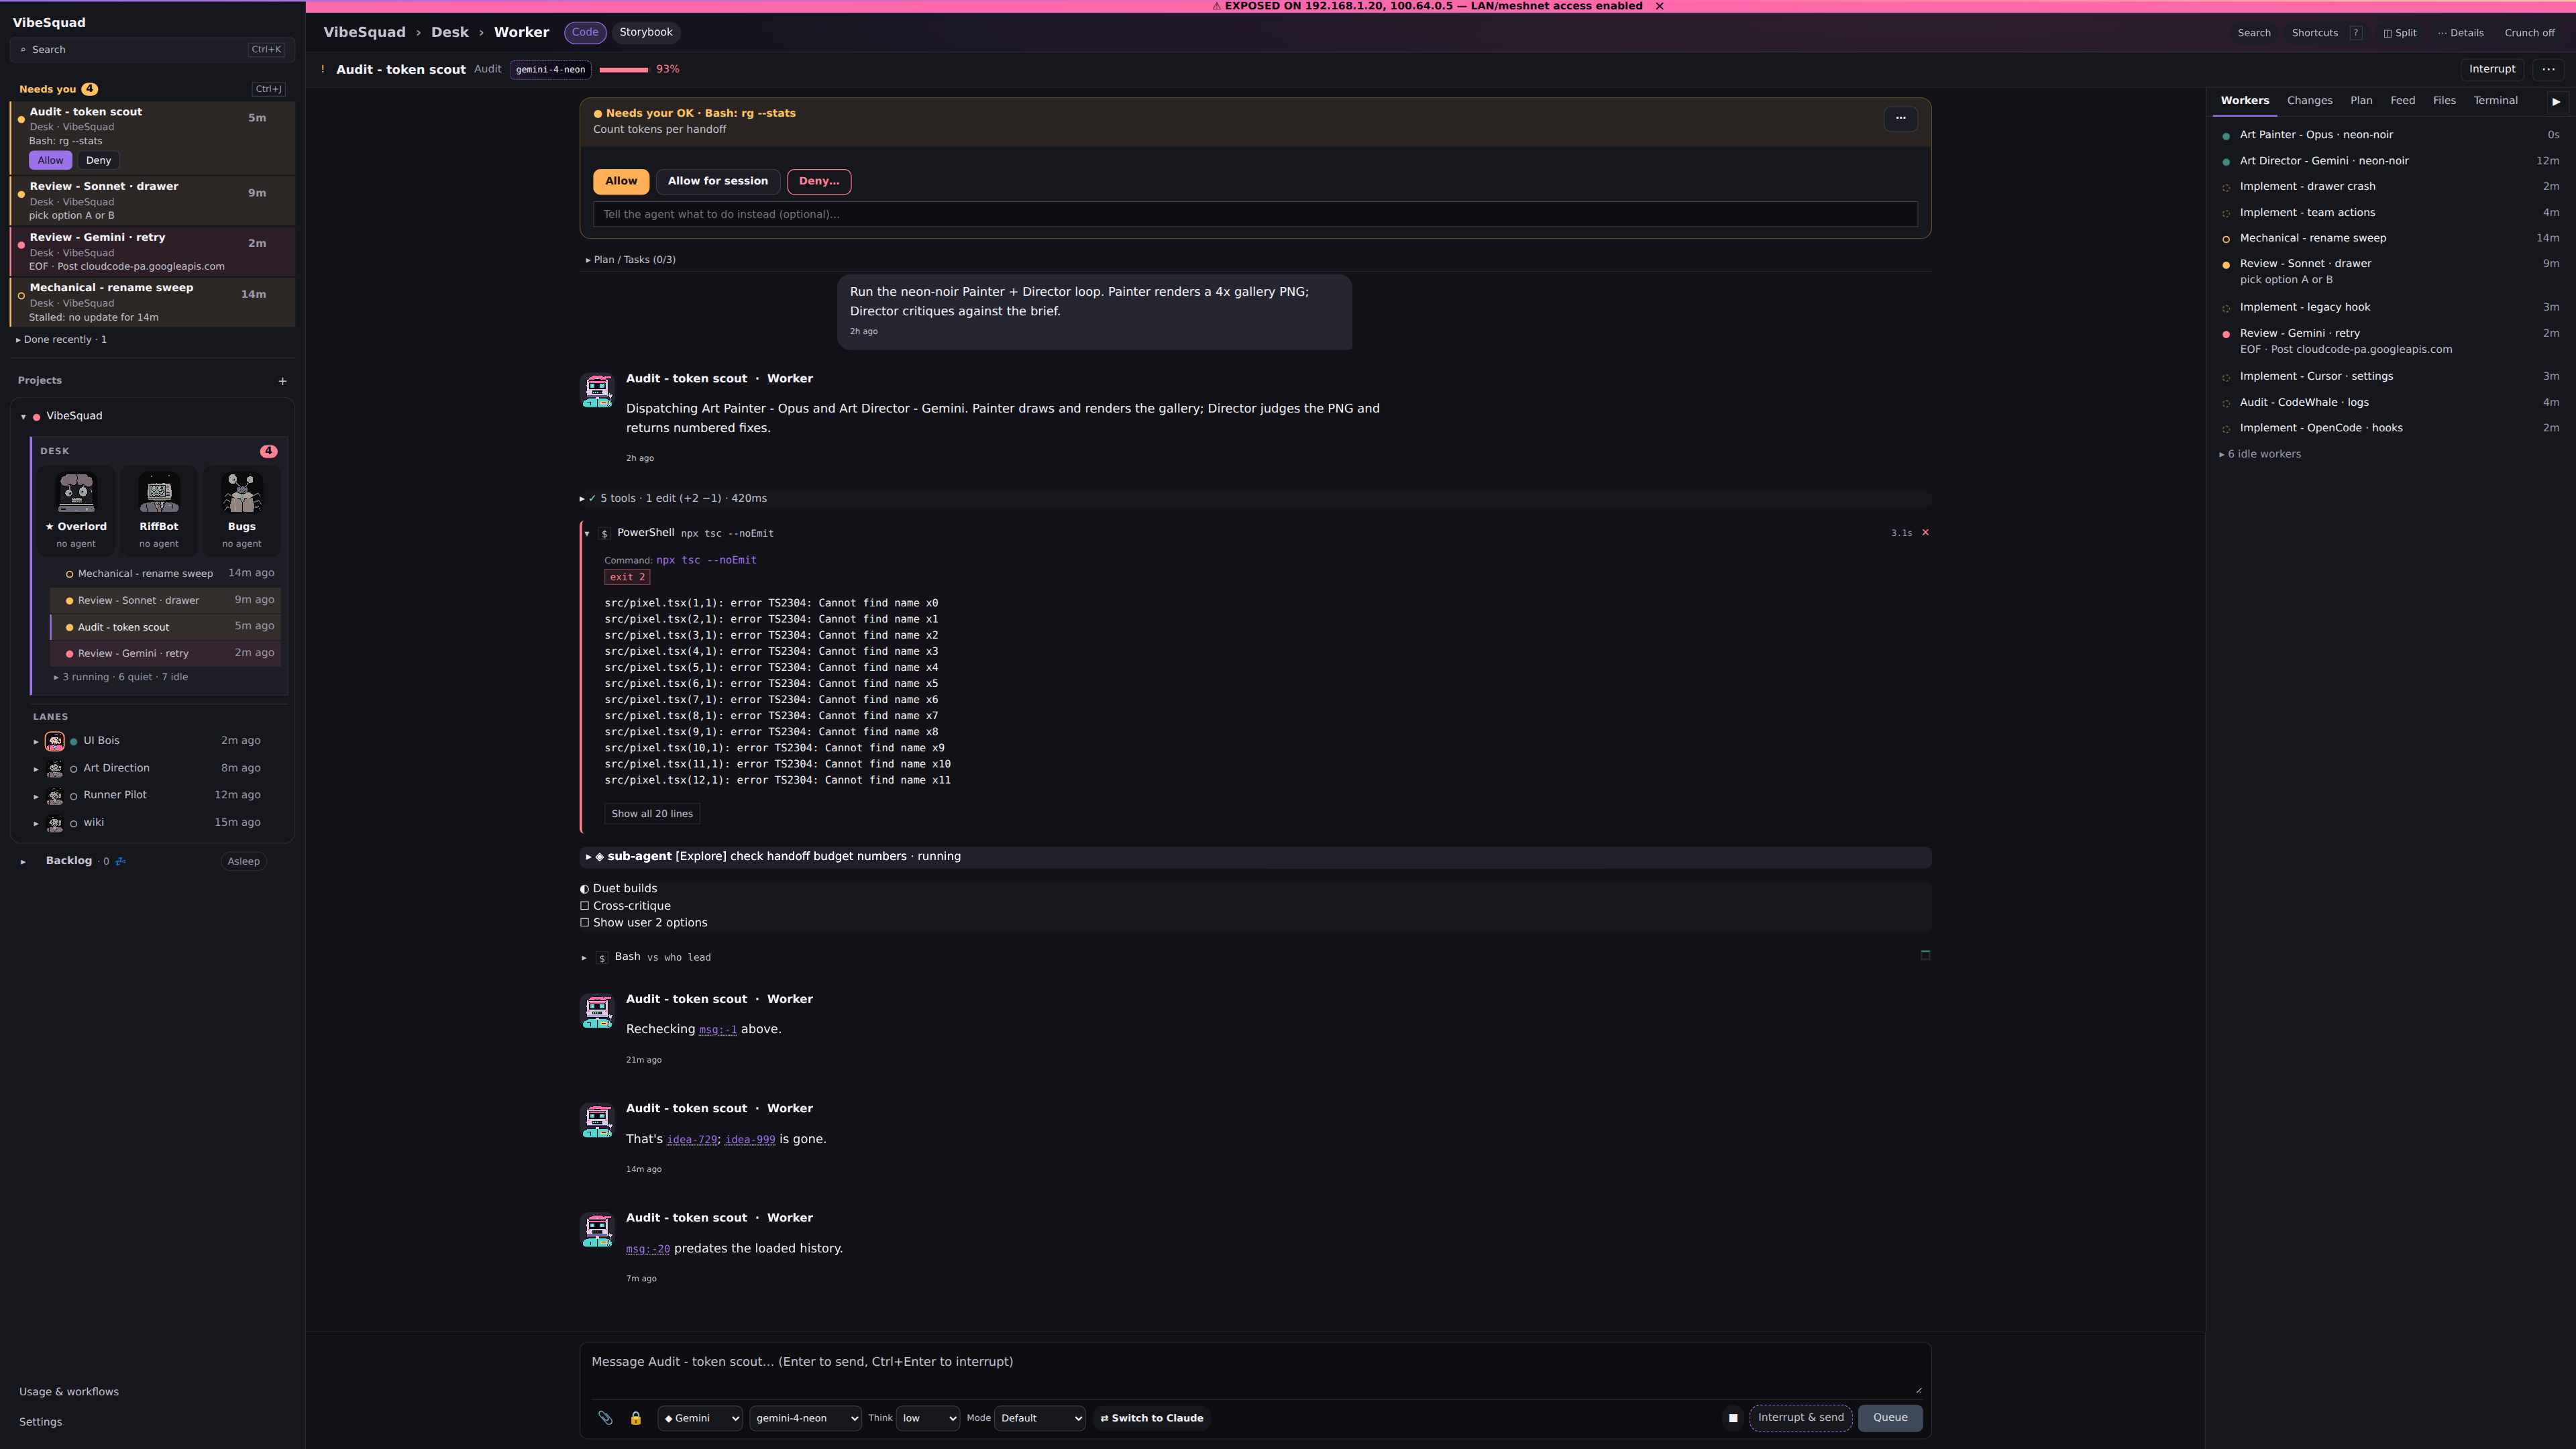 ⚠ EXPOSED ON 192.168.1.20, 100.64.0.5 — LAN/meshnet access enabled ✕
VibeSquad
Search Ctrl+K
Needs you 4 Ctrl+J
Audit - token scout 5m
Desk · VibeSquad
Bash: rg --stats
Allow Deny
Review - Sonnet · drawer 9m
Desk · VibeSquad
pick option A or B
Review - Gemini · retry 2m
Desk · VibeSquad
EOF · Post cloudcode-pa.googleapis.com
Mechanical - rename sweep 14m
Desk · VibeSquad
Stalled: no update for 14m
▸ Done recently · 1
Projects +
▾ VibeSquad
DESK 4
★ Overlord RiffBot Bugs
no agent no agent no agent
Mechanical - rename sweep 14m ago
Review - Sonnet · drawer 9m ago
Audit - token scout 5m ago
Review - Gemini · retry 2m ago
▸ 3 running · 6 quiet · 7 idle
LANES
▸ UI Bois 2m ago
▸ Art Direction 8m ago
▸ Runner Pilot 12m ago
▸ wiki 15m ago
▸ Backlog · 0 💤 Asleep
Usage & workflows
Settings
VibeSquad › Desk › Worker Code Storybook
Search Shortcuts ? ◫ Split ⋯ Details Crunch off
! Audit - token scout Audit gemini-4-neon 93%
Interrupt ⋯
● Needs your OK · Bash: rg --stats ⋯
Count tokens per handoff
Allow Allow for session Deny…
Tell the agent what to do instead (optional)…
▸ Plan / Tasks (0/3)
Run the neon-noir Painter + Director loop. Painter renders a 4x gallery PNG;
Director critiques against the brief.
2h ago
Audit - token scout · Worker
Dispatching Art Painter - Opus and Art Director - Gemini. Painter draws and renders the gallery; Director judges the PNG and
returns numbered fixes.
2h ago
▸ ✓ 5 tools · 1 edit (+2 −1) · 420ms
▾ $ PowerShell npx tsc --noEmit 3.1s ✕
Command: npx tsc --noEmit
exit 2
src/pixel.tsx(1,1): error TS2304: Cannot find name x0
src/pixel.tsx(2,1): error TS2304: Cannot find name x1
src/pixel.tsx(3,1): error TS2304: Cannot find name x2
src/pixel.tsx(4,1): error TS2304: Cannot find name x3
src/pixel.tsx(5,1): error TS2304: Cannot find name x4
src/pixel.tsx(6,1): error TS2304: Cannot find name x5
src/pixel.tsx(7,1): error TS2304: Cannot find name x6
src/pixel.tsx(8,1): error TS2304: Cannot find name x7
src/pixel.tsx(9,1): error TS2304: Cannot find name x8
src/pixel.tsx(10,1): error TS2304: Cannot find name x9
src/pixel.tsx(11,1): error TS2304: Cannot find name x10
src/pixel.tsx(12,1): error TS2304: Cannot find name x11
Show all 20 lines
▸ ◈ sub-agent [Explore] check handoff budget numbers · running
◐ Duet builds
☐ Cross-critique
☐ Show user 2 options
▸ $ Bash vs who lead
Audit - token scout · Worker
Rechecking msg:-1 above.
21m ago
Audit - token scout · Worker
That's idea-729; idea-999 is gone.
14m ago
Audit - token scout · Worker
msg:-20 predates the loaded history.
7m ago
Message Audit - token scout… (Enter to send, Ctrl+Enter to interrupt)
📎 🔒 ◆ Gemini gemini-4-neon Think low Mode Default ⇄ Switch to Claude
■ Interrupt & send Queue
Workers Changes Plan Feed Files Terminal ▶
Art Painter - Opus · neon-noir 0s
Art Director - Gemini · neon-noir 12m
Implement - drawer crash 2m
Implement - team actions 4m
Mechanical - rename sweep 14m
Review - Sonnet · drawer 9m
pick option A or B
Implement - legacy hook 3m
Review - Gemini · retry 2m
EOF · Post cloudcode-pa.googleapis.com
Implement - Cursor · settings 3m
Audit - CodeWhale · logs 4m
Implement - OpenCode · hooks 2m
▸ 6 idle workers